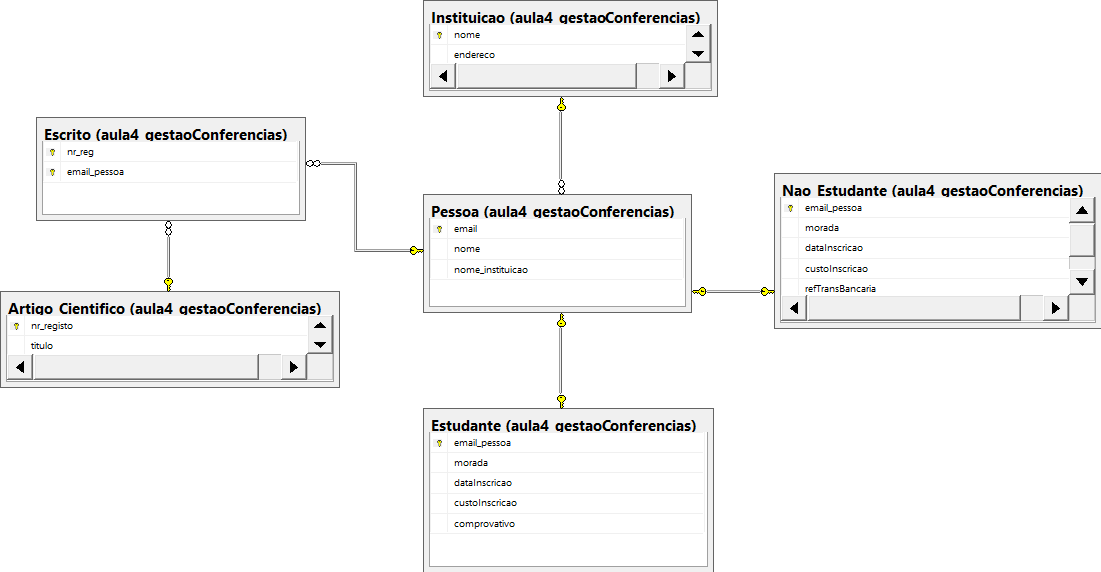 Instituicao (aula4_gestaoConferencias)
nome
endereco
Escrito (aula4_gestaoConferencias)
nr_reg
email_pessoa
Pessoa (aula4_gestaoConferencias)
email
nome
nome_instituicao
Nao_Estudante (aula4_gestaoConferencias)
email_pessoa
morada
dataInscricao
custoInscricao
refTransBancaria
Artigo_Cientifico (aula4_gestaoConferencias)
nr_registo
titulo
Estudante (aula4_gestaoConferencias)
email_pessoa
morada
dataInscricao
custoInscricao
comprovativo